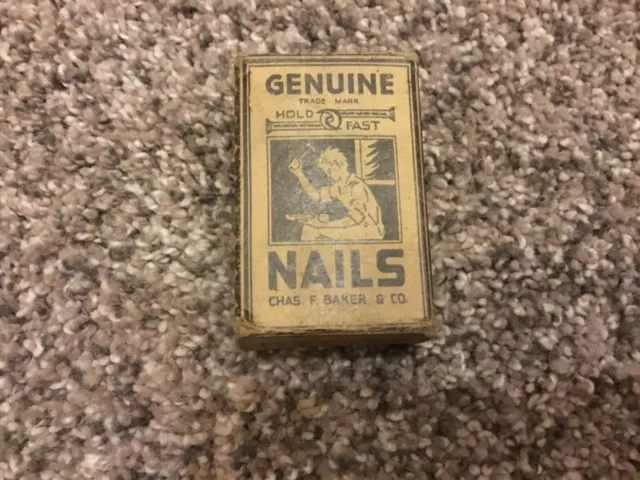 GENUINE
TRADE MARK
HOLD FAST
NAILS
CHAS. F. BAKER & CO.